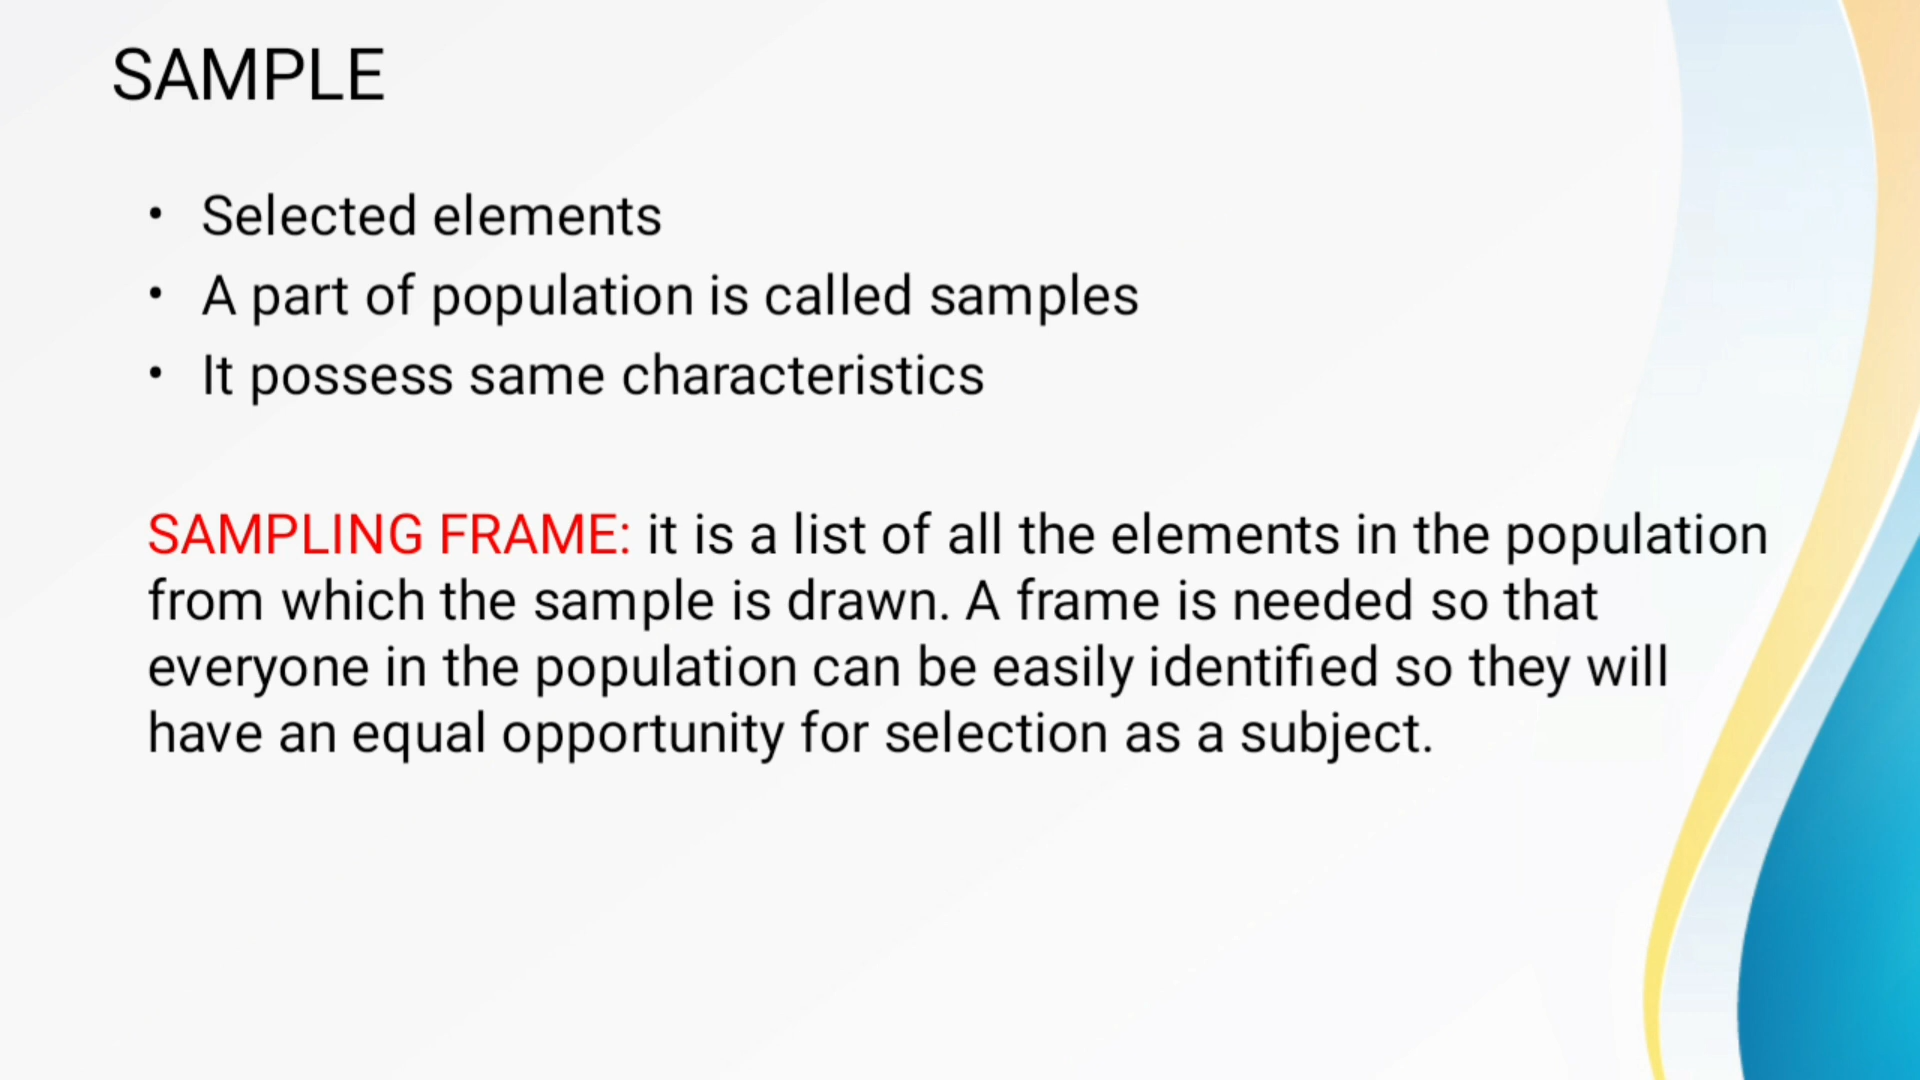 SAMPLE
• Selected elements
• A part of population is called samples
• It possess same characteristics
SAMPLING FRAME: it is a list of all the elements in the population
from which the sample is drawn. A frame is needed so that
everyone in the population can be easily identified so they will
have an equal opportunity for selection as a subject.